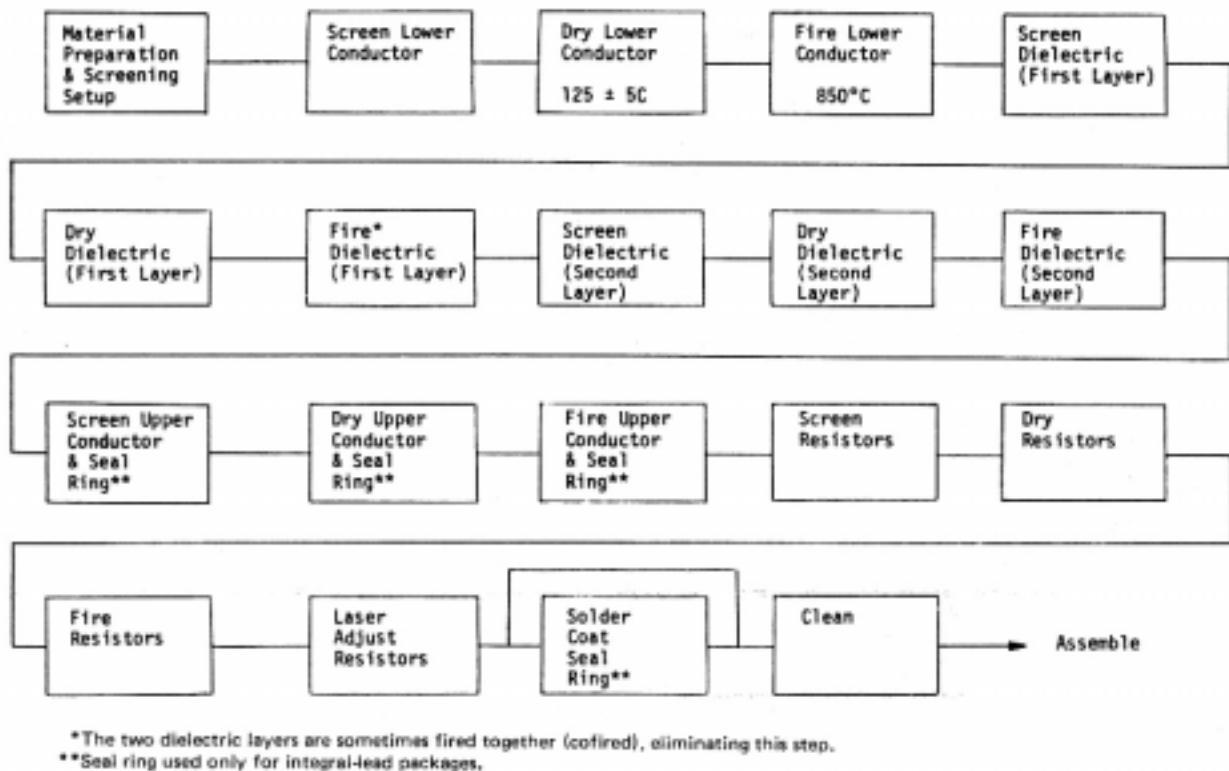 Material
Preparation
& Screening
Setup
Screen Lower
Conductor
Dry Lower
Conductor
125 ± 5C
Fire Lower
Conductor
850°C
Screen
Dielectric
(First Layer)
Dry
Dielectric
(First Layer)
Fire*
Dielectric
(First Layer)
Screen
Dielectric
(Second
Layer)
Dry
Dielectric
(Second
Layer)
Fire
Dielectric
(Second
Layer)
Screen Upper
Conductor
& Seal
Ring**
Dry Upper
Conductor
& Seal
Ring**
Fire Upper
Conductor
& Seal
Ring**
Screen
Resistors
Dry
Resistors
Fire
Resistors
Laser
Adjust
Resistors
Solder
Coat
Seal
Ring**
Clean
Assemble
*The two dielectric layers are sometimes fired together (cofired), eliminating this step.
**Seal ring used only for integral-lead packages.